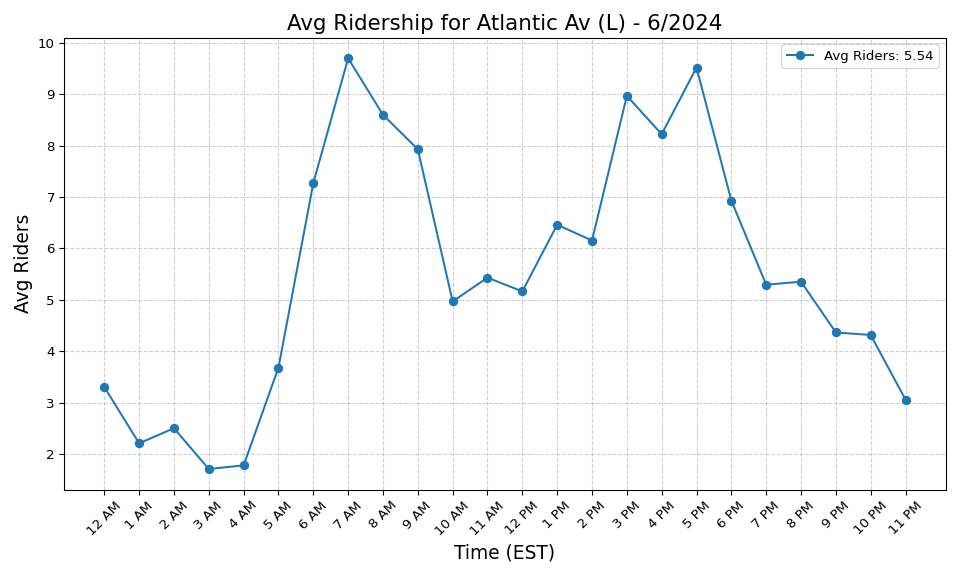 Avg Ridership for Atlantic Av (L) - 6/2024
Avg Riders: 5.54
Avg Riders
10
9
8
7
6
5
4
3
2
12 AM
1 AM
2 AM
3 AM
4 AM
5 AM
6 AM
7 AM
8 AM
9 AM
10 AM
11 AM
12 PM
1 PM
2 PM
3 PM
4 PM
5 PM
6 PM
7 PM
8 PM
9 PM
10 PM
11 PM
Time (EST)